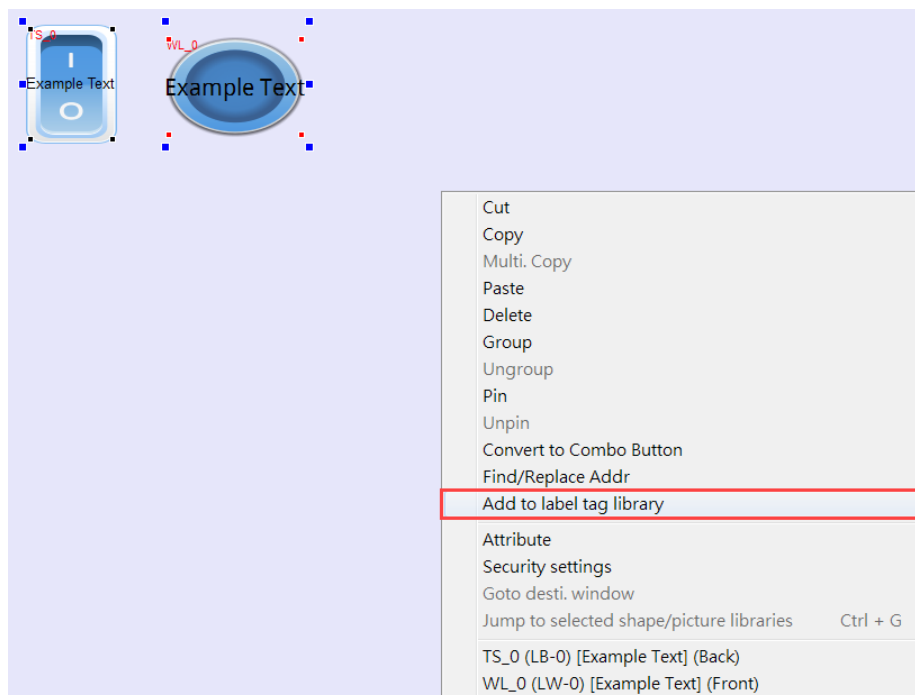 TS_0
WL_0
I
Example Text
Example Text
O
Cut
Copy
Multi. Copy
Paste
Delete
Group
Ungroup
Pin
Unpin
Convert to Combo Button
Find/Replace Addr
Add to label tag library
Attribute
Security settings
Goto desti. window
Jump to selected shape/picture libraries Ctrl + G
TS_0 (LB-0) [Example Text] (Back)
WL_0 (LW-0) [Example Text] (Front)